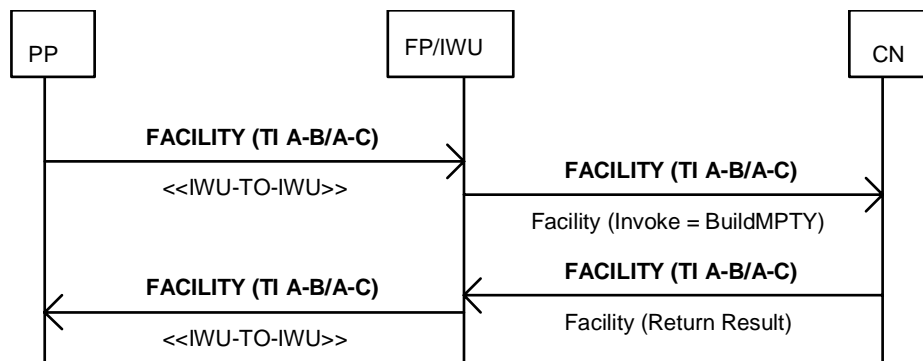 PP
FP/IWU
CN
FACILITY (TI A-B/A-C)
<<IWU-TO-IWU>>
FACILITY (TI A-B/A-C)
Facility (Invoke = BuildMPTY)
FACILITY (TI A-B/A-C)
Facility (Return Result)
FACILITY (TI A-B/A-C)
<<IWU-TO-IWU>>